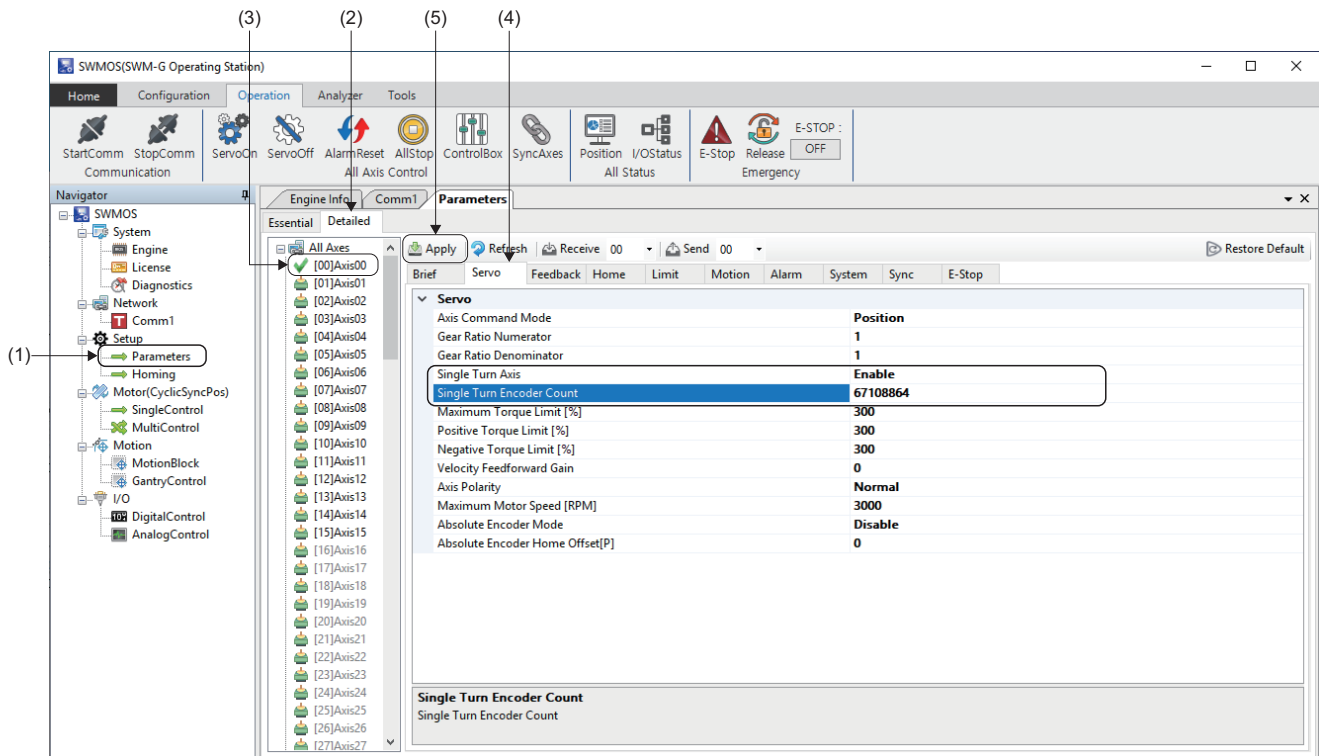 (3) (2) (5) (4)
SWMOS(SWM-G Operating Station)
Home Configuration Operation Analyzer Tools
StartComm StopComm ServoOn ServoOff AlarmReset AllStop ControlBox SyncAxes Position I/OStatus E-Stop Release E-STOP : OFF
Communication All Axis Control All Status Emergency
Navigator
SWMOS
System
Engine
License
Diagnostics
Network
Comm1
Setup
(1)
Parameters
Homing
Motor(CyclicSyncPos)
SingleControl
MultiControl
Motion
MotionBlock
GantryControl
I/O
DigitalControl
AnalogControl
Engine Info Comm1 Parameters
Essential Detailed
All Axes
[00]Axis00
[01]Axis01
[02]Axis02
[03]Axis03
[04]Axis04
[05]Axis05
[06]Axis06
[07]Axis07
[08]Axis08
[09]Axis09
[10]Axis10
[11]Axis11
[12]Axis12
[13]Axis13
[14]Axis14
[15]Axis15
[16]Axis16
[17]Axis17
[18]Axis18
[19]Axis19
[20]Axis20
[21]Axis21
[22]Axis22
[23]Axis23
[24]Axis24
[25]Axis25
[26]Axis26
[27]Axis27
Apply Refresh Receive 00 Send 00 Restore Default
Brief Servo Feedback Home Limit Motion Alarm System Sync E-Stop
Servo
Axis Command Mode Position
Gear Ratio Numerator 1
Gear Ratio Denominator 1
Single Turn Axis Enable
Single Turn Encoder Count 67108864
Maximum Torque Limit [%] 300
Positive Torque Limit [%] 300
Negative Torque Limit [%] 300
Velocity Feedforward Gain 0
Axis Polarity Normal
Maximum Motor Speed [RPM] 3000
Absolute Encoder Mode Disable
Absolute Encoder Home Offset[P] 0
Single Turn Encoder Count
Single Turn Encoder Count